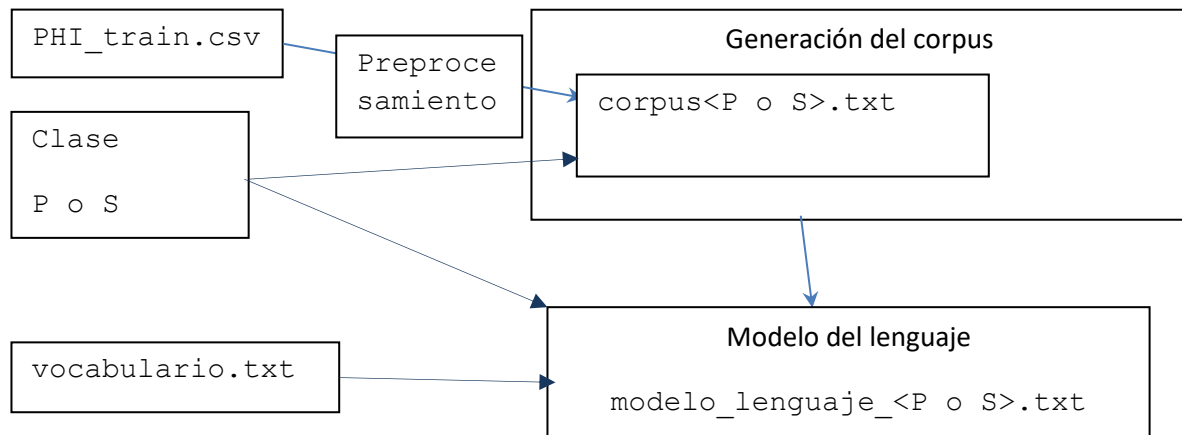 PHI_train.csv
Preproce
samiento
Generación del corpus
corpus<P o S>.txt
Clase
P o S
vocabulario.txt
Modelo del lenguaje
modelo_lenguaje_<P o S>.txt